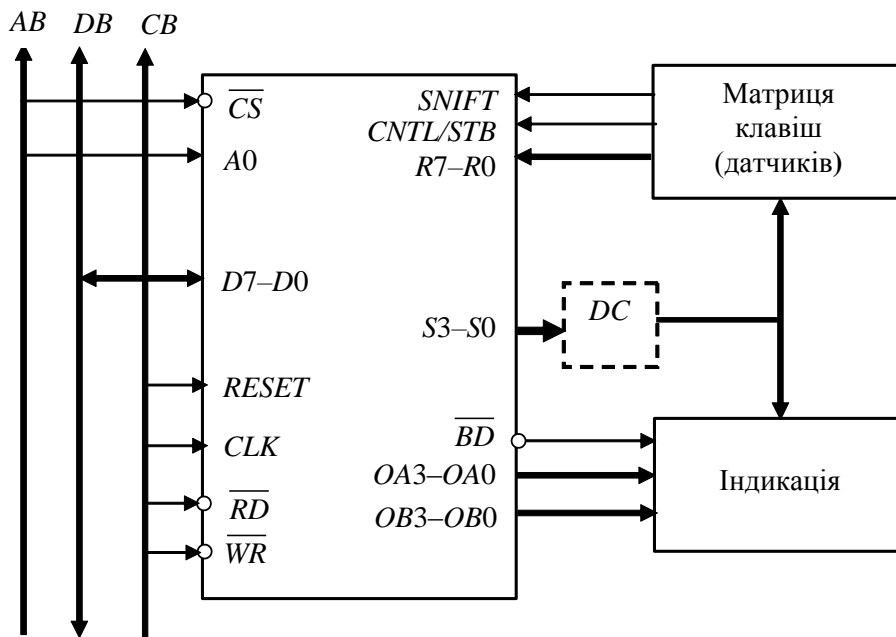 AB DB CB
CS
A0
D7–D0
RESET
CLK
RD
WR
SNIFT
CNTL/STB
R7–R0
S3–S0
BD
OA3–OA0
OB3–OB0
DC
Матриця
клавіш
(датчиків)
Індикація